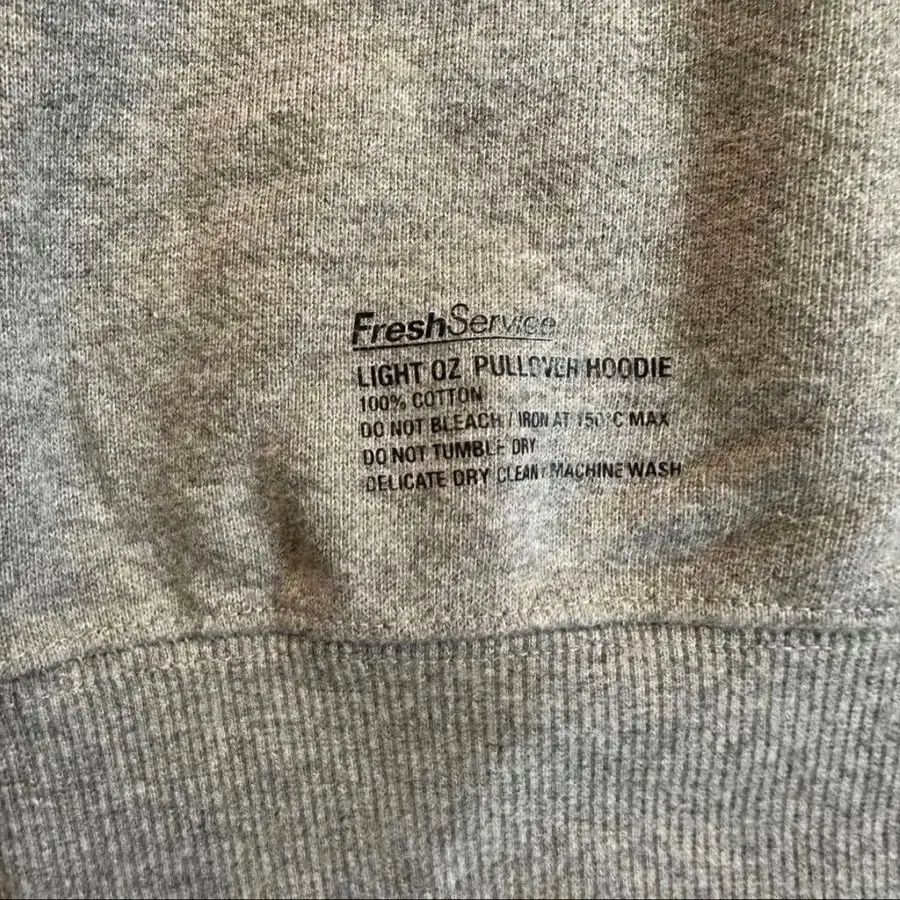 FreshService
LIGHT OZ PULLOVER HOODIE
100% COTTON
DO NOT BLEACH / IRON AT 150°C MAX
DO NOT TUMBLE DRY
DELICATE DRY CLEAN / MACHINE WASH